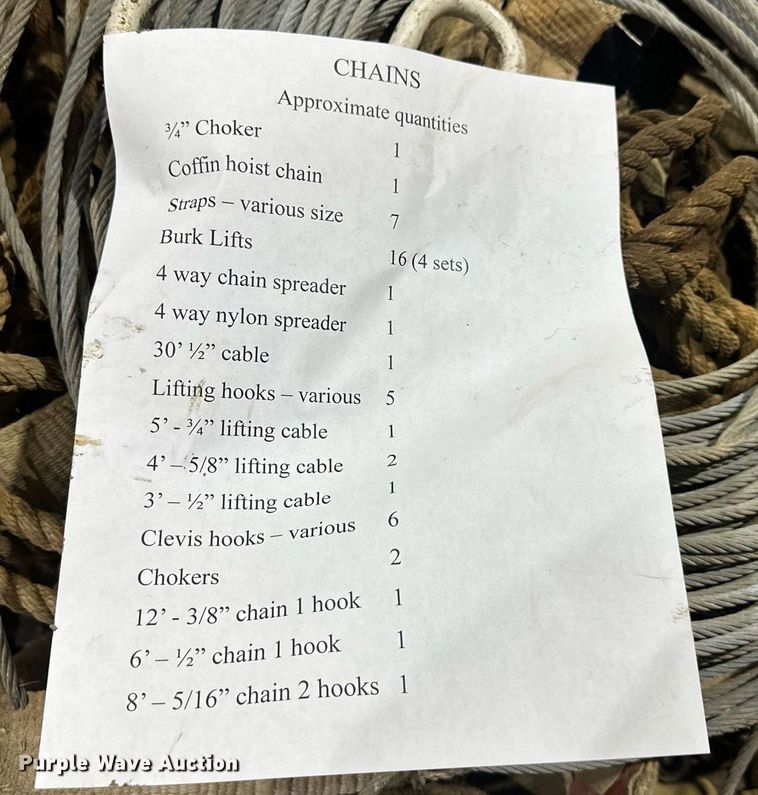 CHAINS
Approximate quantities
¾” Choker 1
Coffin hoist chain 1
Straps – various size 7
Burk Lifts 16 (4 sets)
4 way chain spreader 1
4 way nylon spreader 1
30’ ½” cable 1
Lifting hooks – various 5
5’ - ¾” lifting cable 1
4’ – 5/8” lifting cable 2
3’ – ½” lifting cable 1
Clevis hooks – various 6
Chokers 2
12’ - 3/8” chain 1 hook 1
6’ – ½” chain 1 hook 1
8’ – 5/16” chain 2 hooks 1
Purple Wave Auction